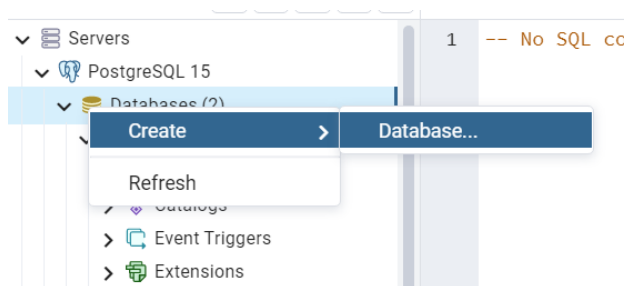 Servers
1 -- No SQL co
PostgreSQL 15
Databases (2)
Create
Database...
Refresh
Catalogs
Event Triggers
Extensions